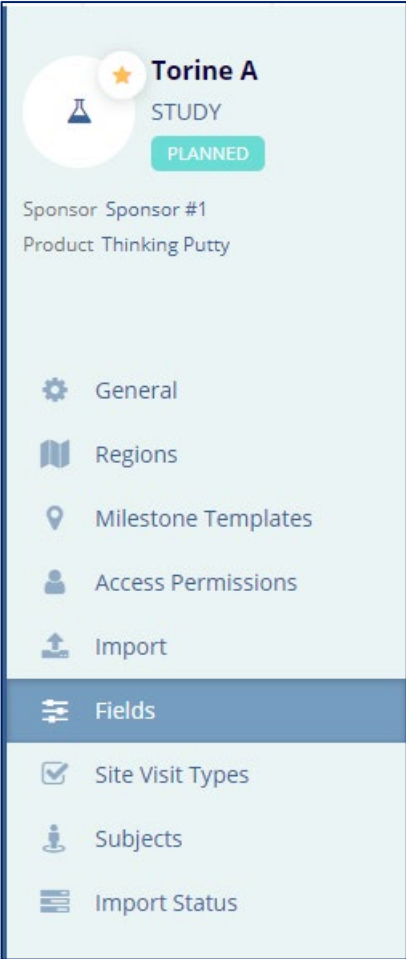 Torine A
STUDY
PLANNED
Sponsor Sponsor #1
Product Thinking Putty
General
Regions
Milestone Templates
Access Permissions
Import
Fields
Site Visit Types
Subjects
Import Status